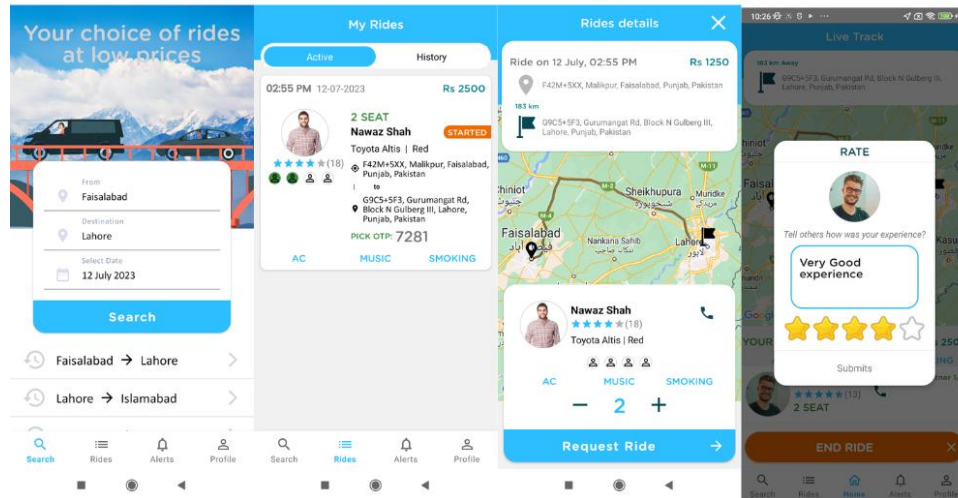 Your choice of rides
at low prices
From
Faisalabad
Destination
Lahore
Select Date
12 July 2023
Search
Faisalabad → Lahore
Lahore → Islamabad
Search
Rides
Alerts
Profile
My Rides
Active
History
02:55 PM 12-07-2023
Rs 2500
2 SEAT
Nawaz Shah
STARTED
Toyota Altis | Red
(18)
F42M+5XX, Malikpur, Faisalabad,
Punjab, Pakistan
to
G9C5+5F3, Gurumangat Rd,
Block N Gulberg III, Lahore,
Punjab, Pakistan
PICK OTP: 7281
AC
MUSIC
SMOKING
Search
Rides
Alerts
Profile
Rides details
Ride on 12 July, 02:55 PM
Rs 1250
F42M+5XX, Malikpur, Faisalabad, Punjab, Pakistan
183 km
G9C5+5F3, Gurumangat Rd, Block N Gulberg III,
Lahore, Punjab, Pakistan
M-11
M-2
Chiniot
Sheikhupura
شیخوپورہ
Muridke
M-4
Faisalabad
Nankana Sahib
Lahore
Nawaz Shah
(18)
Toyota Altis | Red
AC
MUSIC
SMOKING
− 2 +
Request Ride →
10:26
Live Track
183 km Away
G9C5+5F3, Gurumangat Rd, Block N Gulberg III,
Lahore, Punjab, Pakistan
RATE
Tell others how was your experience?
Very Good
experience
Submits
YOUR
(13)
2 SEAT
END RIDE
Search
Rides
Home
Alerts
Profile